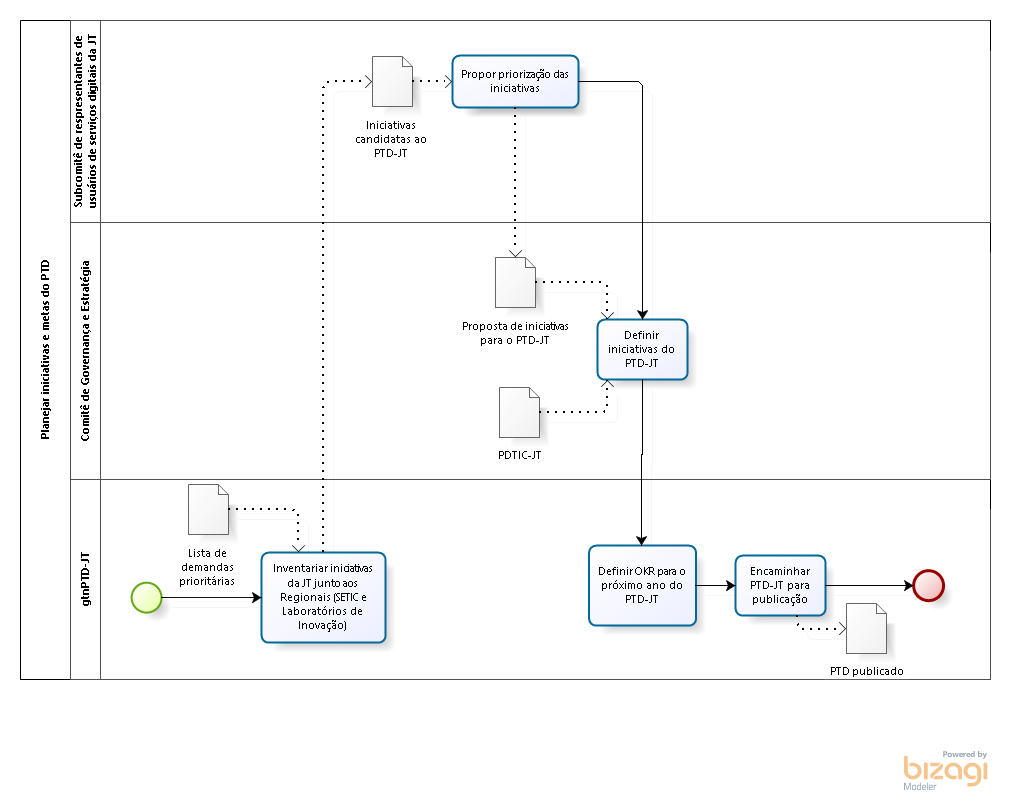 Planejar iniciativas e metas do PTD
Subcomitê de respresentantes de
usuários de serviços digitais da JT
Iniciativas
candidatas ao
PTD-JT
Propor priorização das
iniciativas
Comitê de Governança e Estratégia
Proposta de iniciativas
para o PTD-JT
Definir
iniciativas do
PTD-JT
PDTIC-JT
gtnPTD-JT
Lista de
demandas
prioritárias
Inventariar iniciativas
da JT junto aos
Regionais (SETIC e
Laboratórios de
Inovação)
Definir OKR para o
próximo ano do
PTD-JT
Encaminhar
PTD-JT para
publicação
PTD publicado
Powered by
bizagi
Modeler